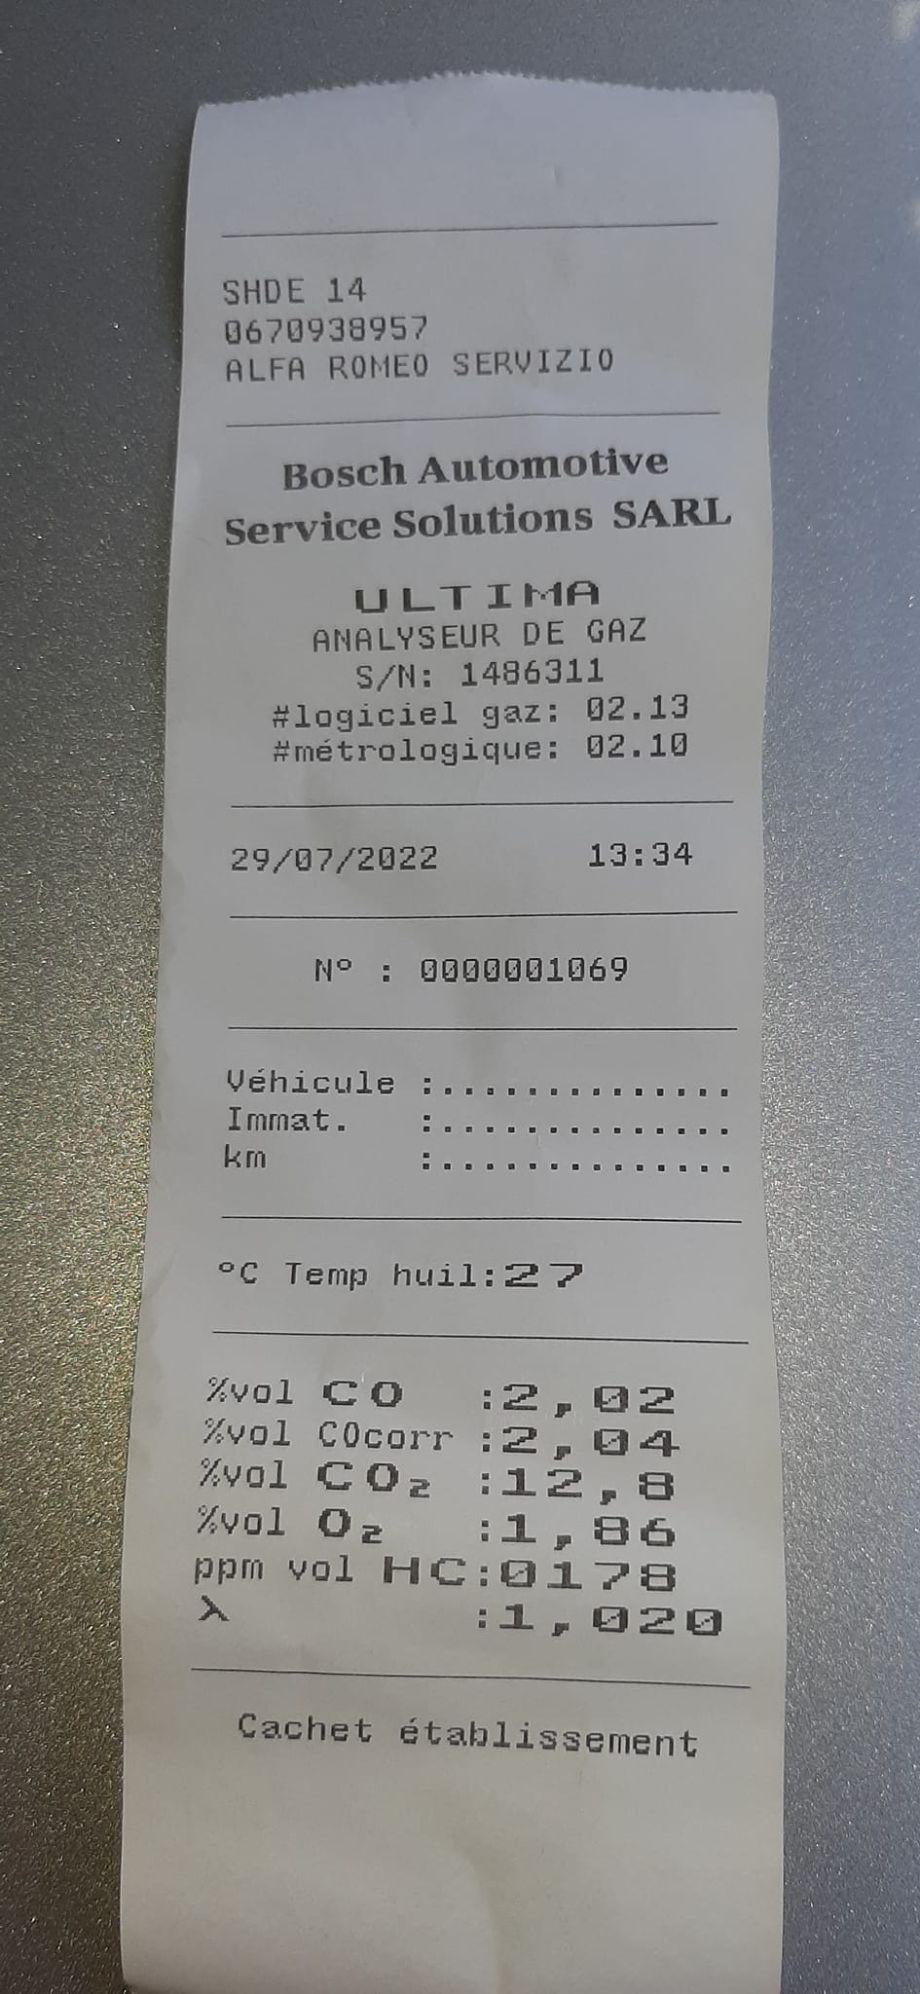 SHDE 14
0670938957
ALFA ROMEO SERVIZIO
Bosch Automotive
Service Solutions SARL
ULTIMA
ANALYSEUR DE GAZ
S/N: 1486311
#logiciel gaz: 02.13
#métrologique: 02.10
29/07/2022 13:34
Nº : 0000001069
Véhicule :..............
Immat. :..............
km :..............
ºC Temp huil:27
%vol CO :2,02
%vol COcorr :2,04
%vol CO₂ :12,8
%vol O₂ :1,86
ppm vol HC:0178
λ :1,020
Cachet établissement